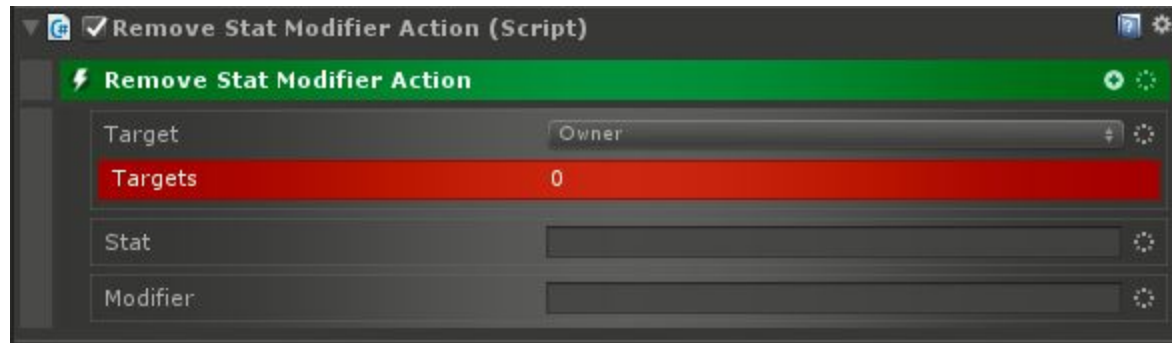 Remove Stat Modifier Action (Script)
Remove Stat Modifier Action
Target Owner
Targets 0
Stat
Modifier